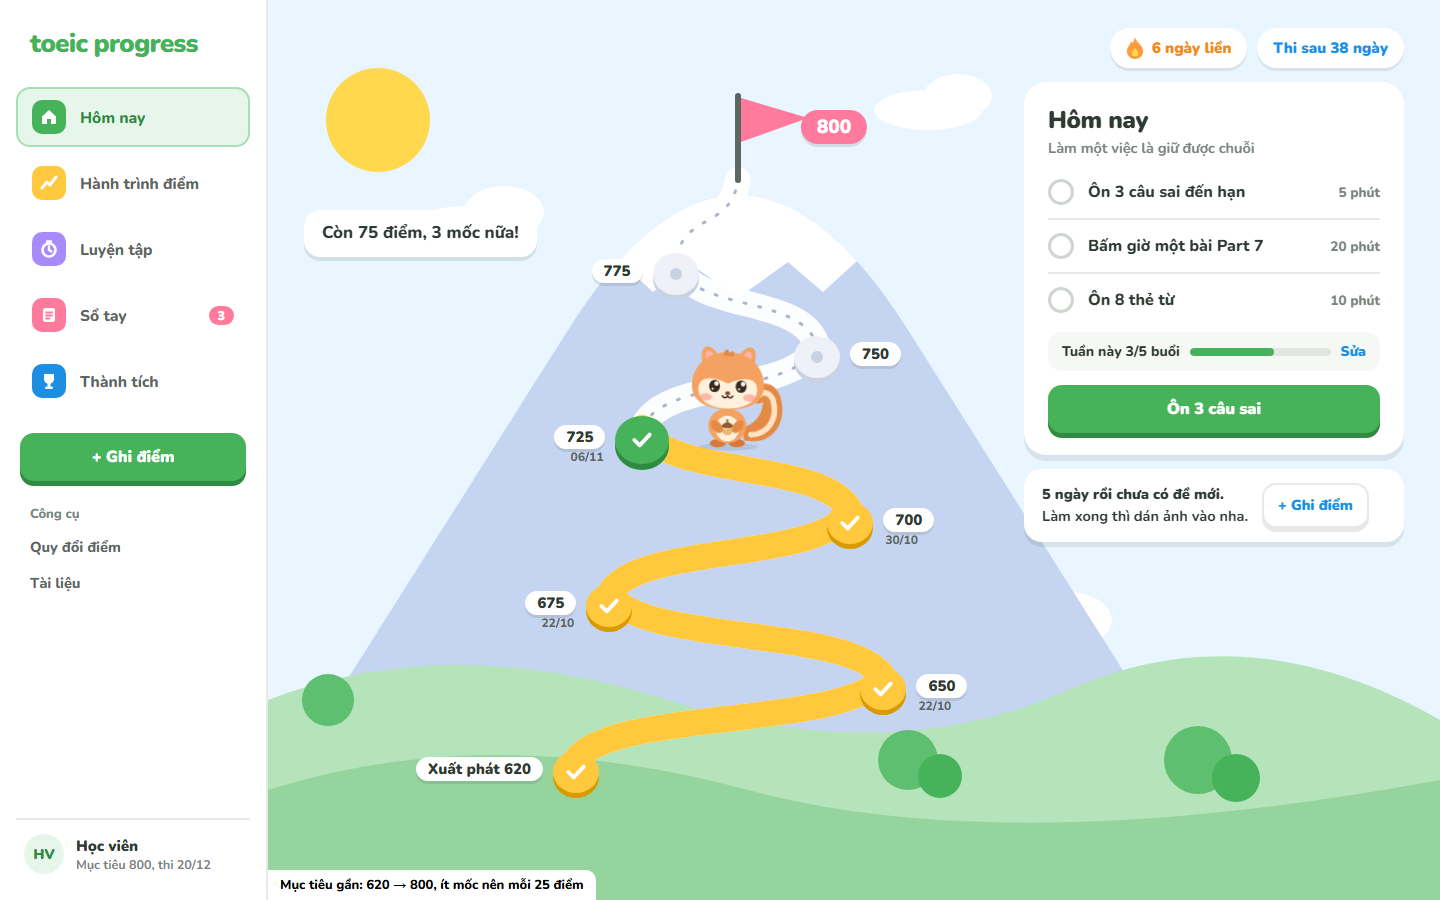 toeic progress
Hôm nay
Hành trình điểm
Luyện tập
Sổ tay
3
Thành tích
+ Ghi điểm
Công cụ
Quy đổi điểm
Tài liệu
HV
Học viên
Mục tiêu 800, thi 20/12
6 ngày liền
Thi sau 38 ngày
800
Còn 75 điểm, 3 mốc nữa!
775
750
725
06/11
700
30/10
675
22/10
650
22/10
Xuất phát 620
Mục tiêu gần: 620 → 800, ít mốc nên mỗi 25 điểm
Hôm nay
Làm một việc là giữ được chuỗi
Ôn 3 câu sai đến hạn
5 phút
Bấm giờ một bài Part 7
20 phút
Ôn 8 thẻ từ
10 phút
Tuần này 3/5 buổi
Sửa
Ôn 3 câu sai
5 ngày rồi chưa có đề mới.
Làm xong thì dán ảnh vào nha.
+ Ghi điểm